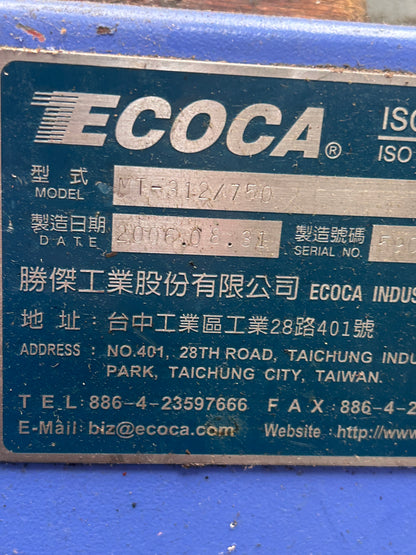 ECOCA® ISO
ISO
型式 MODEL MT-312/750
製造日期 DATE 2006.08.31 製造號碼 SERIAL NO.
勝傑工業股份有限公司 ECOCA INDUS
地址：台中工業區工業28路401號
ADDRESS : NO.401, 28TH ROAD, TAICHUNG INDU
PARK, TAICHUNG CITY, TAIWAN.
TEL:886-4-23597666 FAX:886-4-2
E-Mail: biz@ecoca.com Website : http://www.